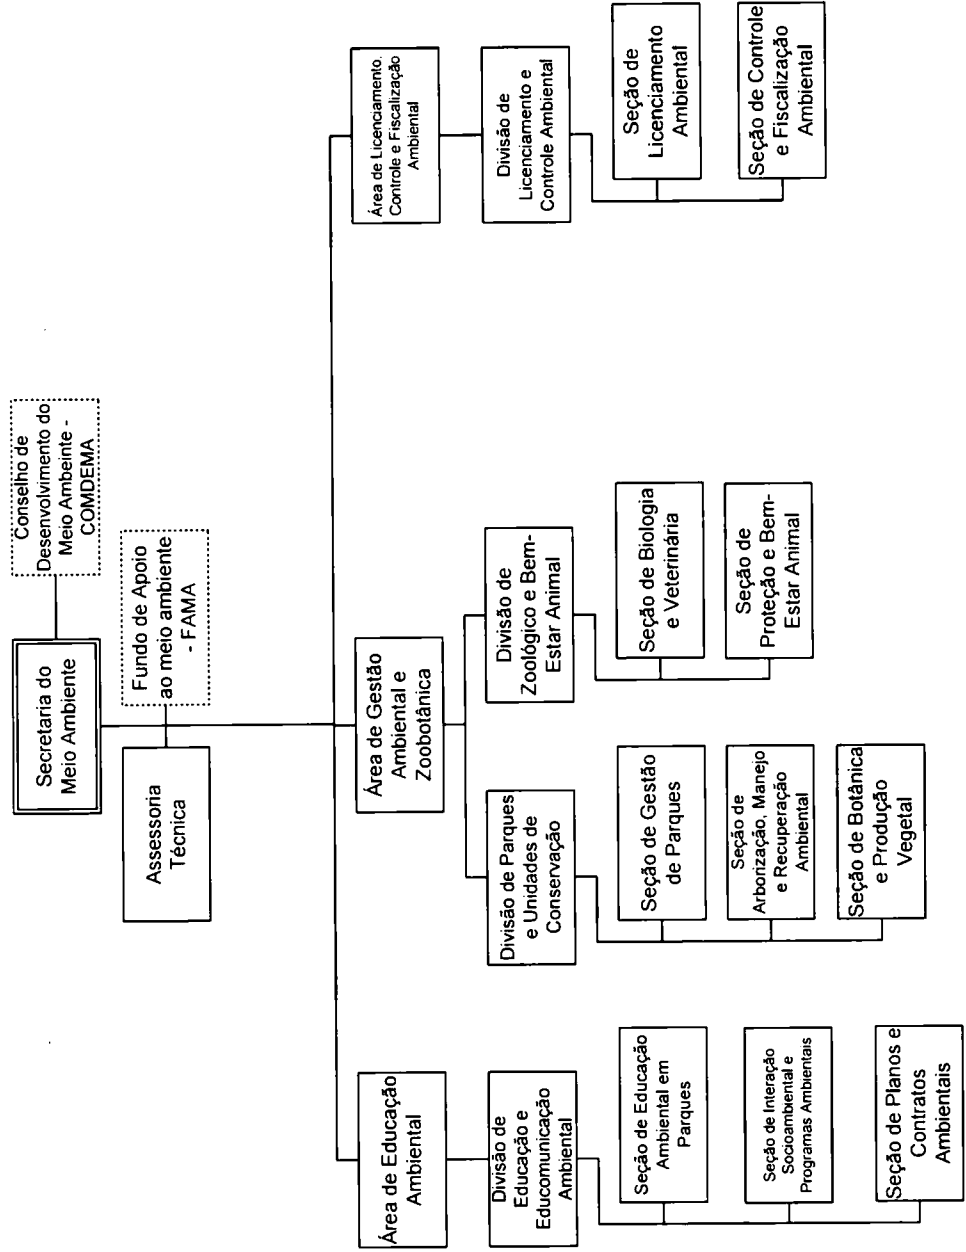 Secretaria do
Meio Ambiente
Conselho de
Desenvolvimento do
Meio Ambeinte -
COMDEMA
Assessoria
Técnica
Fundo de Apoio
ao meio ambiente
- FAMA
Área de Educação
Ambiental
Divisão de
Educação e
Educomunicação
Ambiental
Seção de Educação
Ambiental em
Parques
Seção de Interação
Socioambiental e
Programas Ambientais
Seção de Planos e
Contratos
Ambientais
Área de Gestão
Ambiental e
Zoobotânica
Divisão de Parques
e Unidades de
Conservação
Seção de Gestão
de Parques
Seção de
Arborização, Manejo
e Recuperação
Ambiental
Seção de Botânica
e Produção
Vegetal
Divisão de
Zoológico e Bem-
Estar Animal
Seção de Biologia
e Veterinária
Seção de
Proteção e Bem-
Estar Animal
Área de Licenciamento,
Controle e Fiscalização
Ambiental
Divisão de
Licenciamento e
Controle Ambiental
Seção de
Licenciamento
Ambiental
Seção de Controle
e Fiscalização
Ambiental